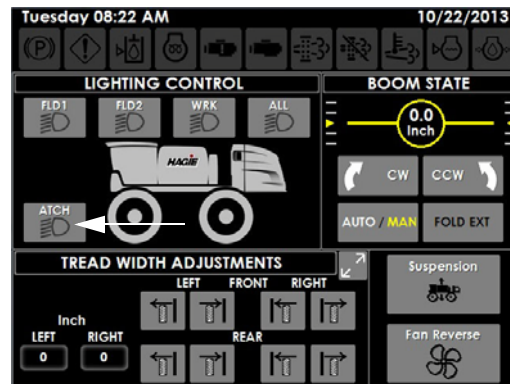 Tuesday 08:22 AM 10/22/2013
(P)
LIGHTING CONTROL
FLD1 FLD2 WRK ALL
HAGIE
ATCH
BOOM STATE
0.0
Inch
CW CCW
AUTO / MAN FOLD EXT
TREAD WIDTH ADJUSTMENTS
LEFT FRONT RIGHT
Inch
LEFT RIGHT
0 0
REAR
Suspension
Fan Reverse